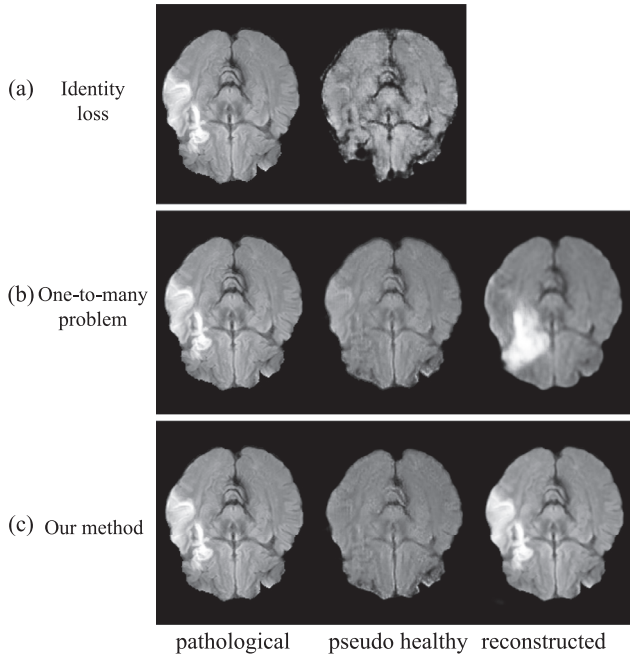 (a) Identity
loss
(b) One-to-many
problem
(c) Our method
pathological pseudo healthy reconstructed